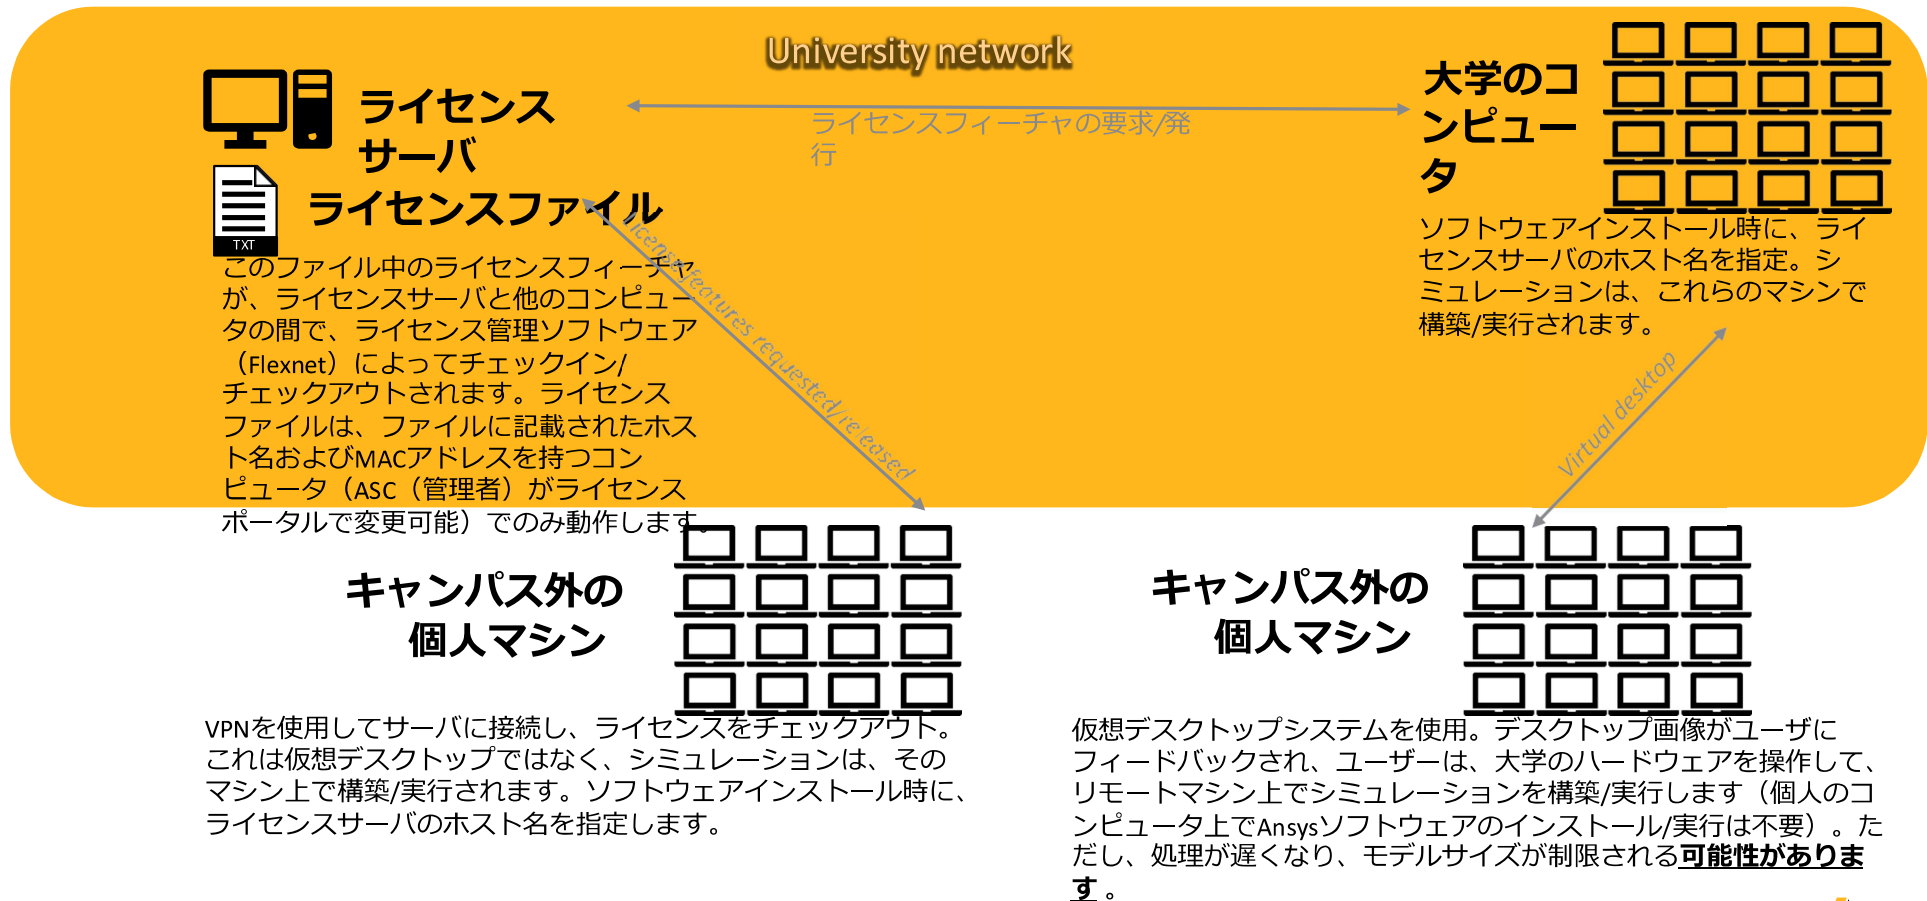 University network
ライセンス
サーバ
ライセンスフィーチャの要求/発
行
大学のコ
ンピュー
タ
TXT
ライセンスファイル
このファイル中のライセンスフィーチャ
が、ライセンスサーバと他のコンピュー
タの間で、ライセンス管理ソフトウェア
（Flexnet）によってチェックイン/
チェックアウトされます。ライセンス
ファイルは、ファイルに記載されたホス
ト名およびMACアドレスを持つコン
ピュータ（ASC（管理者）がライセンス
ポータルで変更可能）でのみ動作します。
License features requested/released
ソフトウェアインストール時に、ライ
センスサーバのホスト名を指定。シ
ミュレーションは、これらのマシンで
構築/実行されます。
Virtual desktop
キャンパス外の
個人マシン
VPNを使用してサーバに接続し、ライセンスをチェックアウト。
これは仮想デスクトップではなく、シミュレーションは、その
マシン上で構築/実行されます。ソフトウェアインストール時に、
ライセンスサーバのホスト名を指定します。
キャンパス外の
個人マシン
仮想デスクトップシステムを使用。デスクトップ画像がユーザに
フィードバックされ、ユーザーは、大学のハードウェアを操作して、
リモートマシン上でシミュレーションを構築/実行します（個人のコ
ンピュータ上でAnsysソフトウェアのインストール/実行は不要）。た
だし、処理が遅くなり、モデルサイズが制限される可能性がありま
す 。